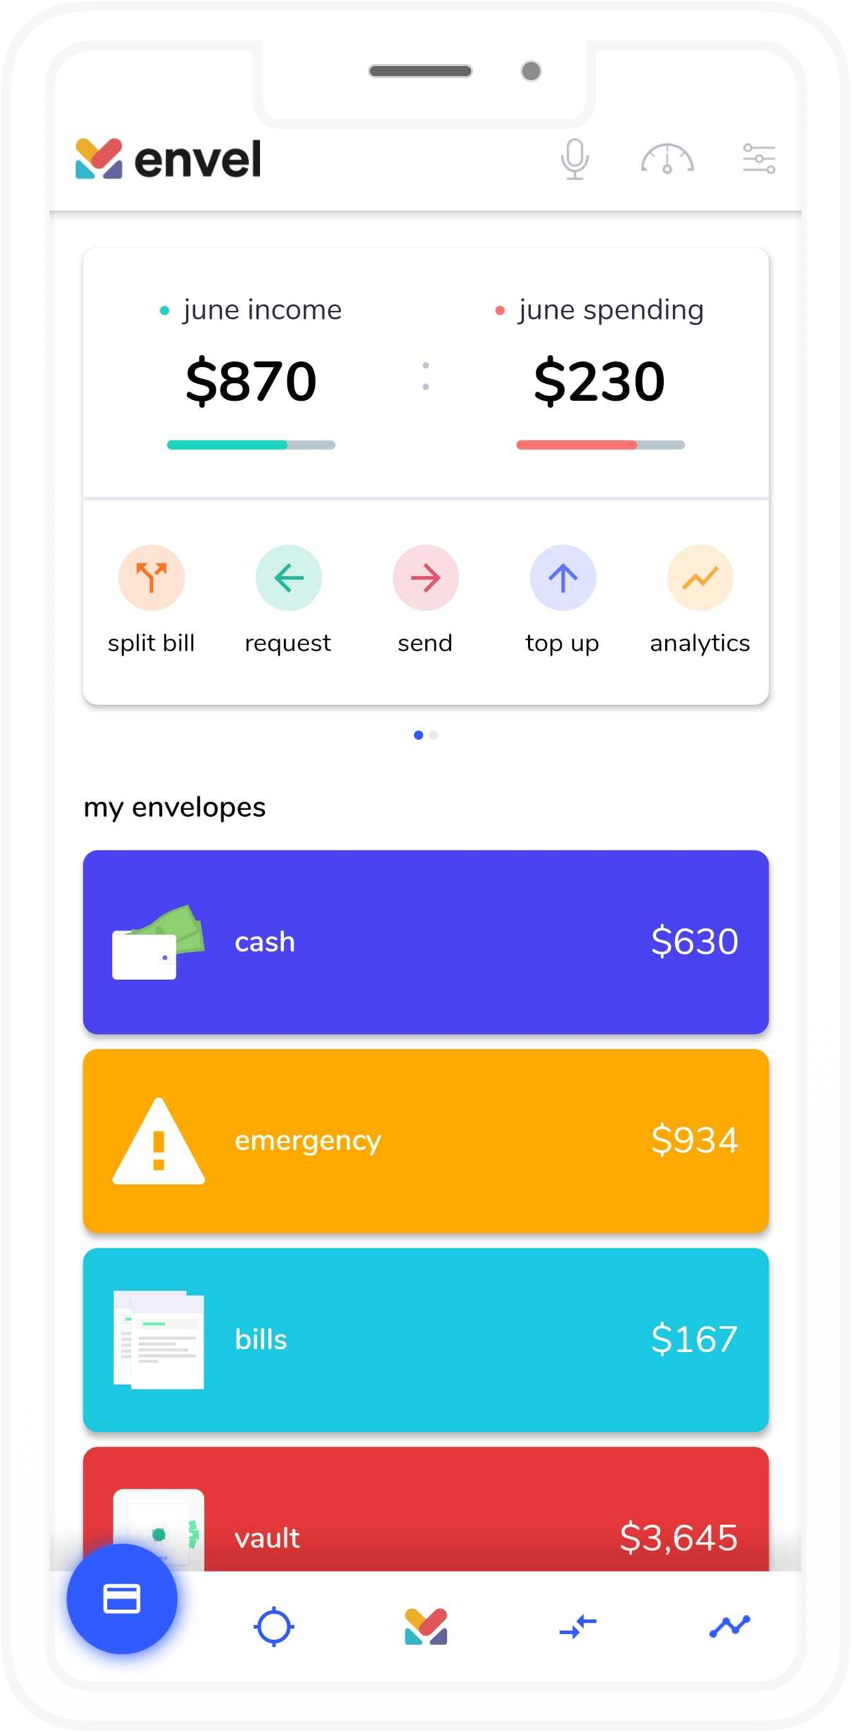 envel
june income
june spending
$870
:
$230
split bill
request
send
top up
analytics
my envelopes
cash
$630
emergency
$934
bills
$167
vault
$3,645